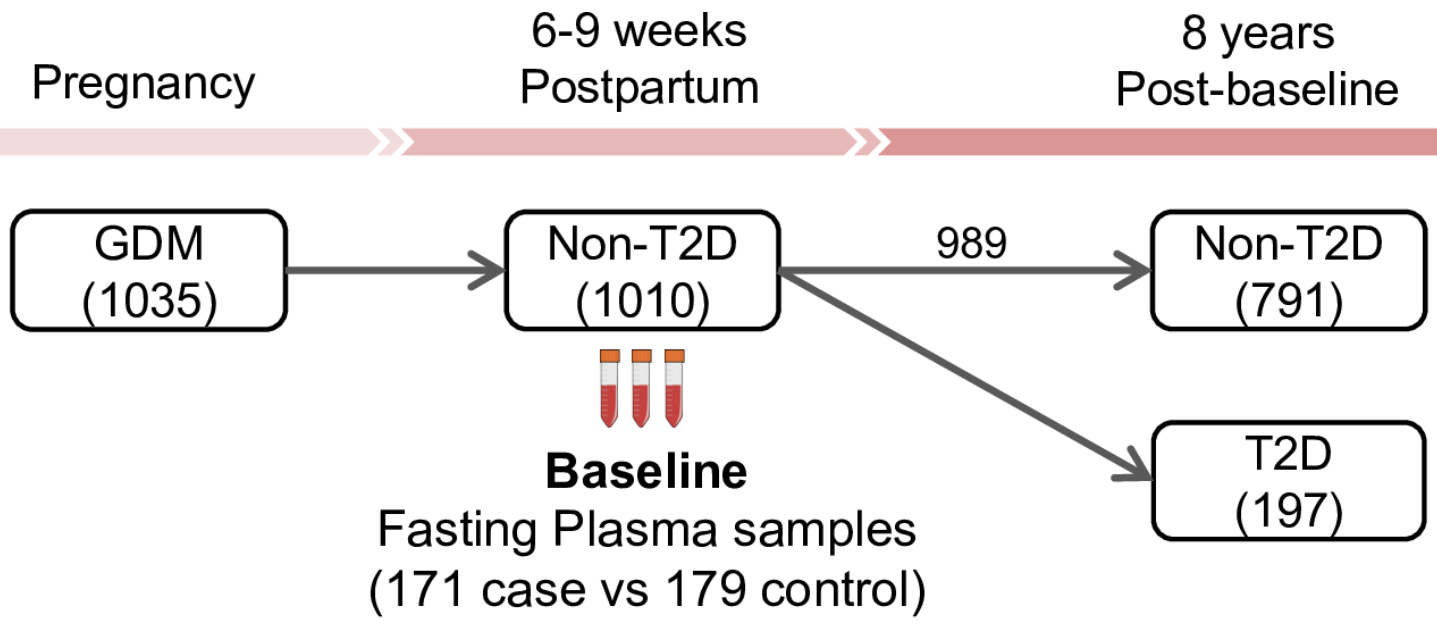 Pregnancy
6-9 weeks
Postpartum
8 years
Post-baseline
GDM
(1035)
Non-T2D
(1010)
989
Non-T2D
(791)
T2D
(197)
Baseline
Fasting Plasma samples
(171 case vs 179 control)